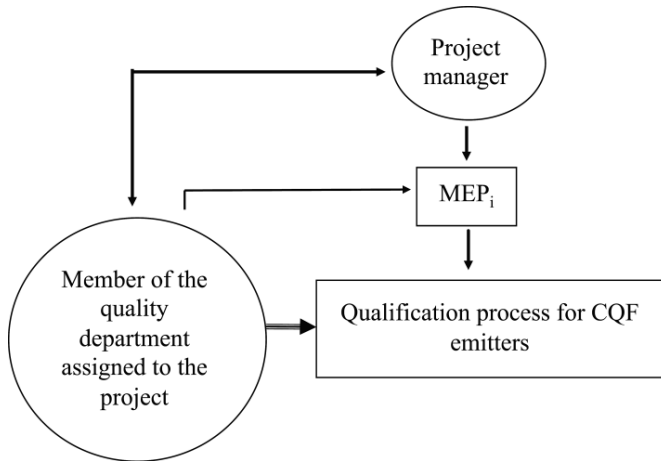 Project
manager
MEPi
Member of the
quality
department
assigned to the
project
Qualification process for CQF
emitters